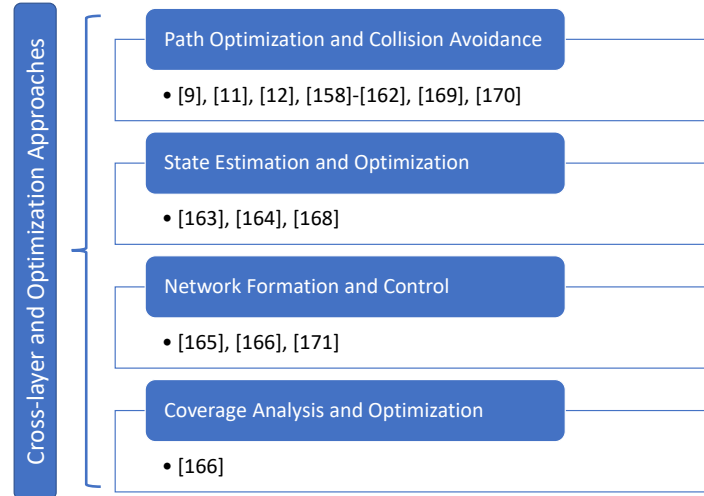 Cross-layer and Optimization Approaches
Path Optimization and Collision Avoidance
• [9], [11], [12], [158]-[162], [169], [170]
State Estimation and Optimization
• [163], [164], [168]
Network Formation and Control
• [165], [166], [171]
Coverage Analysis and Optimization
• [166]